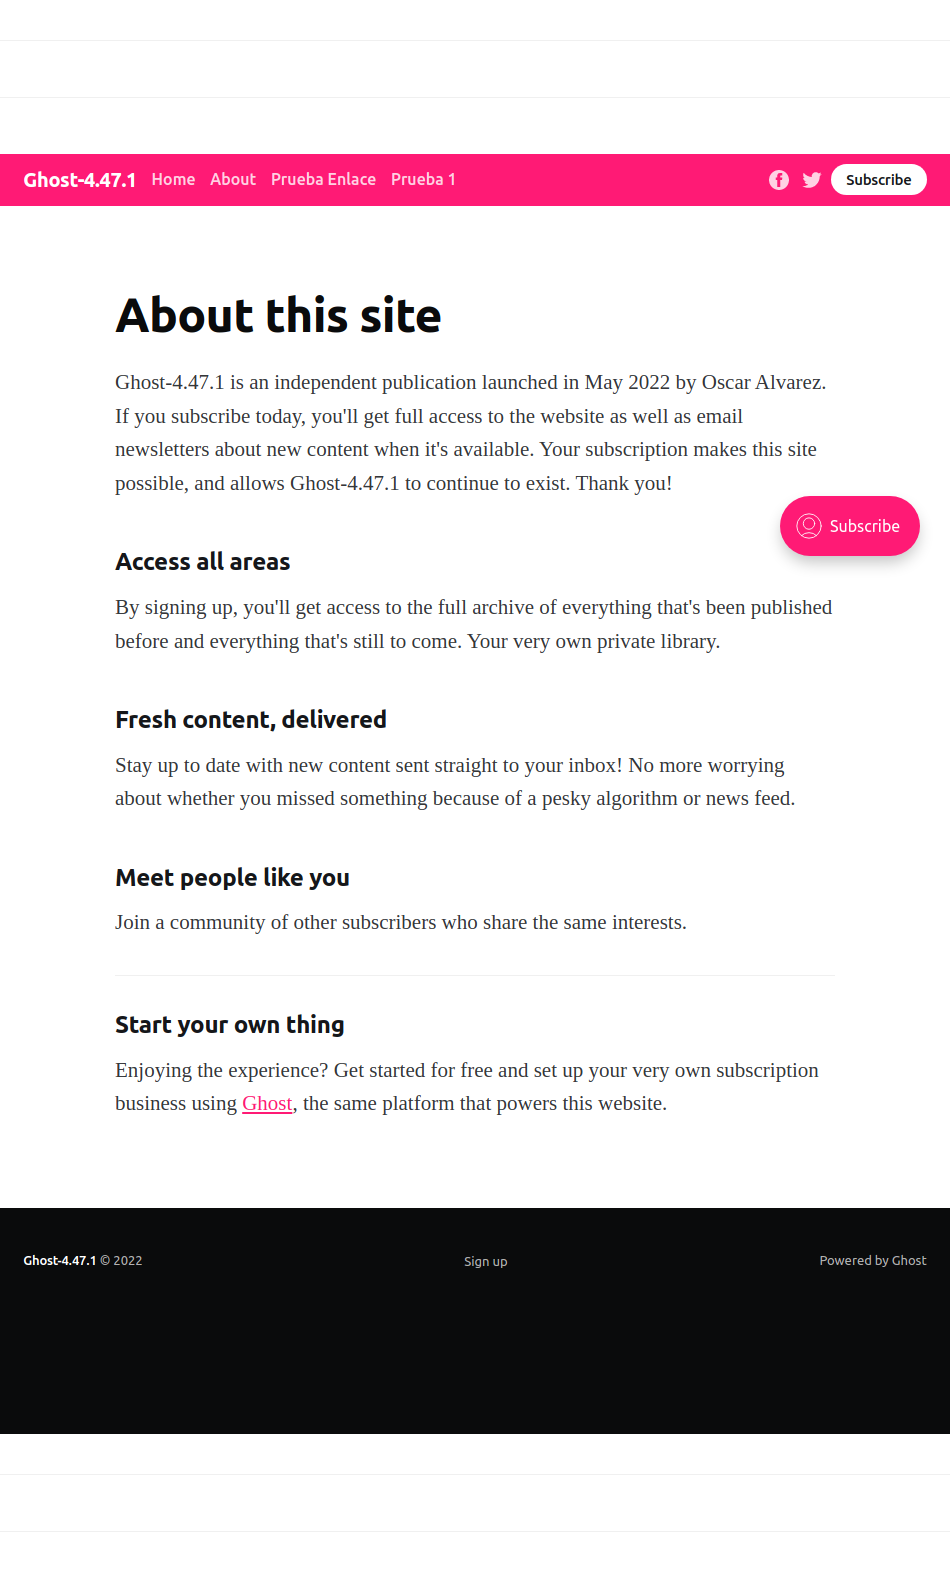 Ghost-4.47.1 Home About Prueba Enlace Prueba 1 Subscribe
About this site
Ghost-4.47.1 is an independent publication launched in May 2022 by Oscar Alvarez.
If you subscribe today, you'll get full access to the website as well as email
newsletters about new content when it's available. Your subscription makes this site
possible, and allows Ghost-4.47.1 to continue to exist. Thank you!
Subscribe
Access all areas
By signing up, you'll get access to the full archive of everything that's been published
before and everything that's still to come. Your very own private library.
Fresh content, delivered
Stay up to date with new content sent straight to your inbox! No more worrying
about whether you missed something because of a pesky algorithm or news feed.
Meet people like you
Join a community of other subscribers who share the same interests.
Start your own thing
Enjoying the experience? Get started for free and set up your very own subscription
business using Ghost, the same platform that powers this website.
Ghost-4.47.1 © 2022 Sign up Powered by Ghost